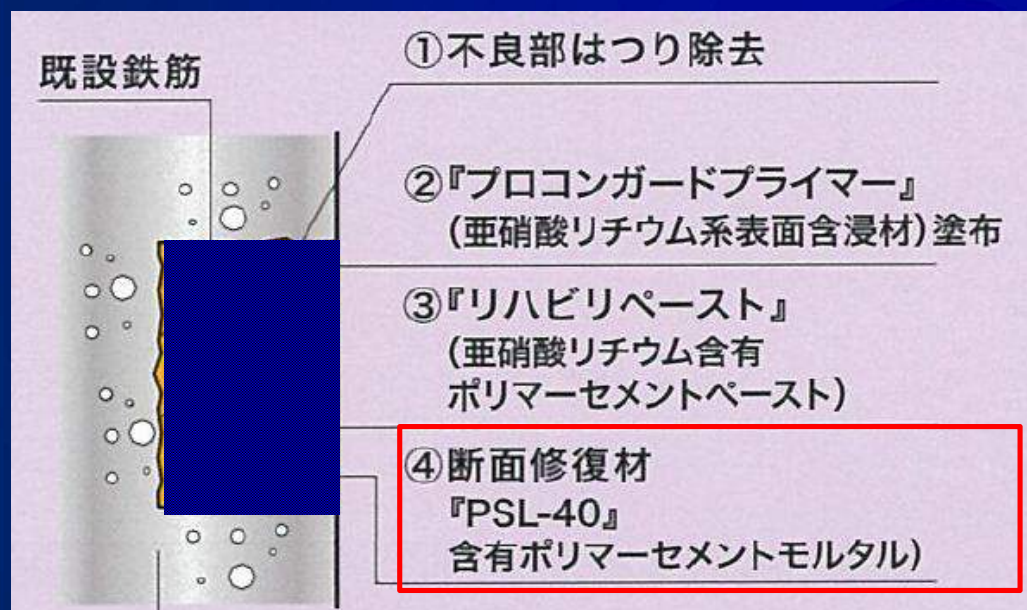 既設鉄筋
①不良部はつり除去
②『プロコンガードプライマー』
(亜硝酸リチウム系表面含浸材)塗布
③『リハビリペースト』
(亜硝酸リチウム含有
ポリマーセメントペースト)
④断面修復材
『PSL-40』
含有ポリマーセメントモルタル)